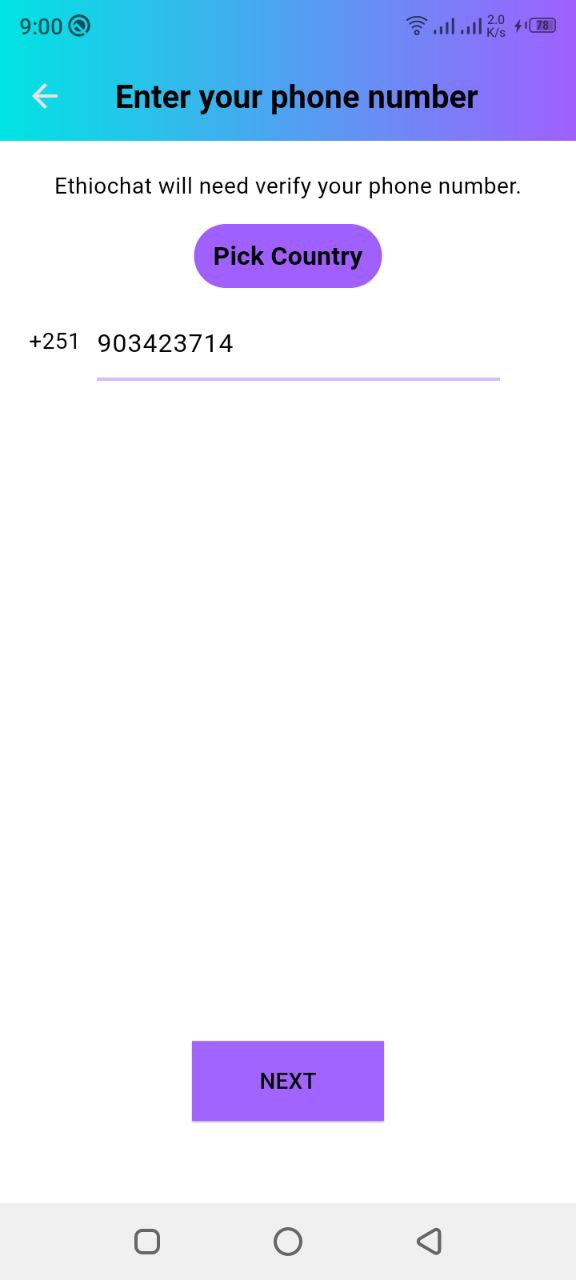 9:00
2.0
K/s
78
Enter your phone number
Ethiochat will need verify your phone number.
Pick Country
+251 903423714
NEXT